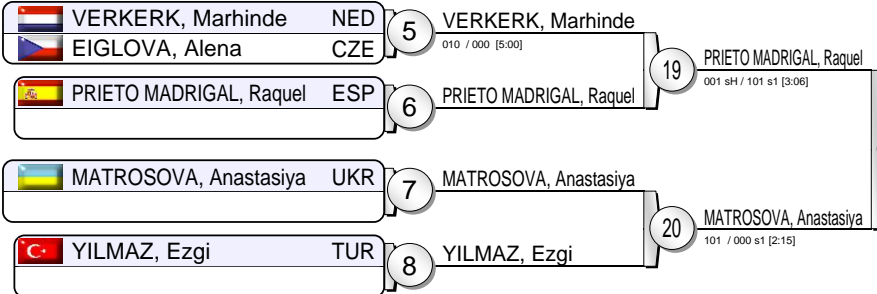 VERKERK, Marhinde NED
EIGLOVA, Alena CZE
5
VERKERK, Marhinde
010 / 000 [5:00]
PRIETO MADRIGAL, Raquel ESP
6
PRIETO MADRIGAL, Raquel
19
PRIETO MADRIGAL, Raquel
001 sH / 101 s1 [3:06]
MATROSOVA, Anastasiya UKR
7
MATROSOVA, Anastasiya
YILMAZ, Ezgi TUR
8
YILMAZ, Ezgi
20
MATROSOVA, Anastasiya
101 / 000 s1 [2:15]